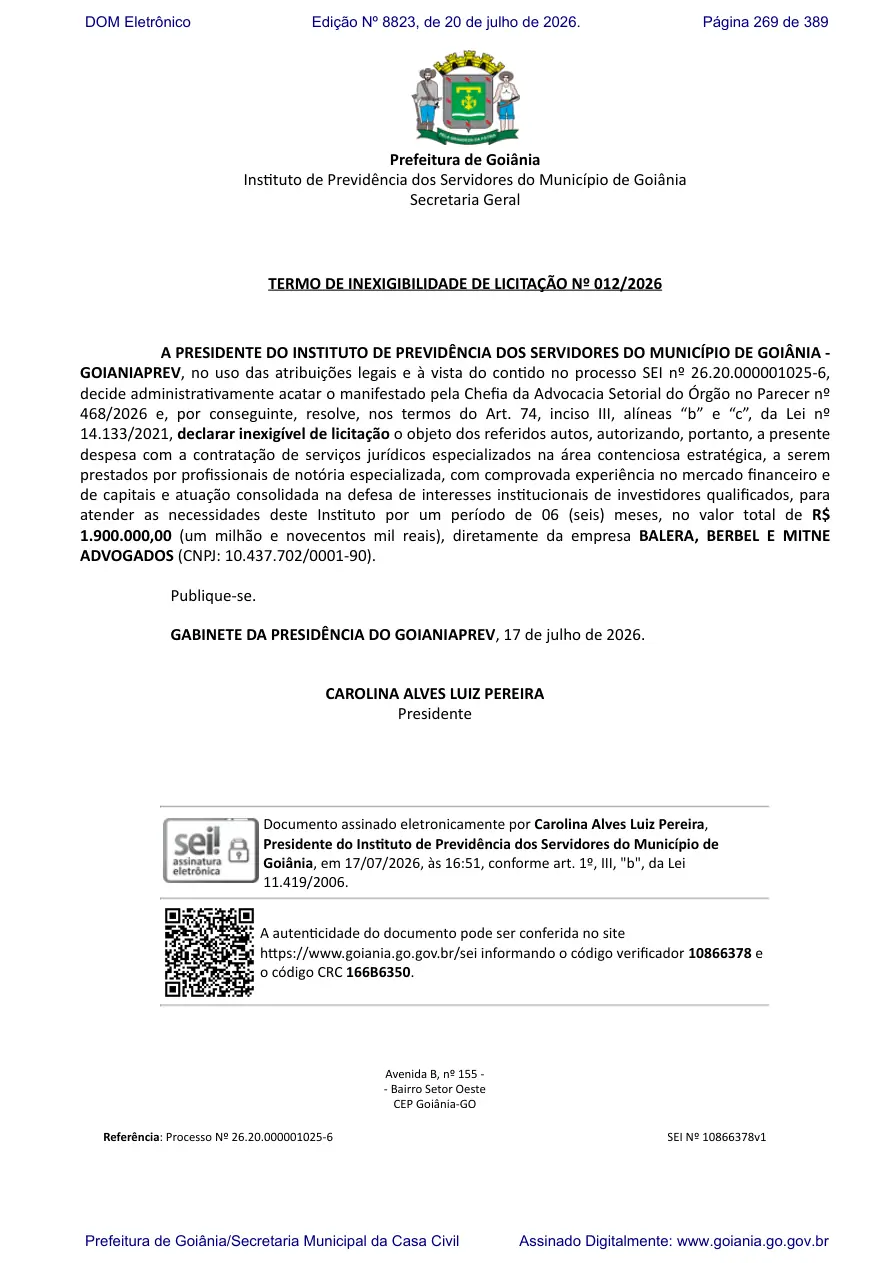 DOM Eletrônico Edição Nº 8823, de 20 de julho de 2026. Página 269 de 389
Prefeitura de Goiânia
Instituto de Previdência dos Servidores do Município de Goiânia
Secretaria Geral
TERMO DE INEXIGIBILIDADE DE LICITAÇÃO Nº 012/2026
A PRESIDENTE DO INSTITUTO DE PREVIDÊNCIA DOS SERVIDORES DO MUNICÍPIO DE GOIÂNIA -
GOIANIAPREV, no uso das atribuições legais e à vista do contido no processo SEI nº 26.20.000001025-6,
decide administrativamente acatar o manifestado pela Chefia da Advocacia Setorial do Órgão no Parecer nº
468/2026 e, por conseguinte, resolve, nos termos do Art. 74, inciso III, alíneas “b” e “c”, da Lei nº
14.133/2021, declarar inexigível de licitação o objeto dos referidos autos, autorizando, portanto, a presente
despesa com a contratação de serviços jurídicos especializados na área contenciosa estratégica, a serem
prestados por profissionais de notória especializada, com comprovada experiência no mercado financeiro e
de capitais e atuação consolidada na defesa de interesses institucionais de investidores qualificados, para
atender as necessidades deste Instituto por um período de 06 (seis) meses, no valor total de R$
1.900.000,00 (um milhão e novecentos mil reais), diretamente da empresa BALERA, BERBEL E MITNE
ADVOGADOS (CNPJ: 10.437.702/0001-90).
Publique-se.
GABINETE DA PRESIDÊNCIA DO GOIANIAPREV, 17 de julho de 2026.
CAROLINA ALVES LUIZ PEREIRA
Presidente
sei!
assinatura
eletrônica
Documento assinado eletronicamente por Carolina Alves Luiz Pereira,
Presidente do Instituto de Previdência dos Servidores do Município de
Goiânia, em 17/07/2026, às 16:51, conforme art. 1º, III, "b", da Lei
11.419/2006.
A autenticidade do documento pode ser conferida no site
https://www.goiania.go.gov.br/sei informando o código verificador 10866378 e
o código CRC 166B6350.
Avenida B, nº 155 -
- Bairro Setor Oeste
CEP Goiânia-GO
Referência: Processo Nº 26.20.000001025-6 SEI Nº 10866378v1
Prefeitura de Goiânia/Secretaria Municipal da Casa Civil Assinado Digitalmente: www.goiania.go.gov.br